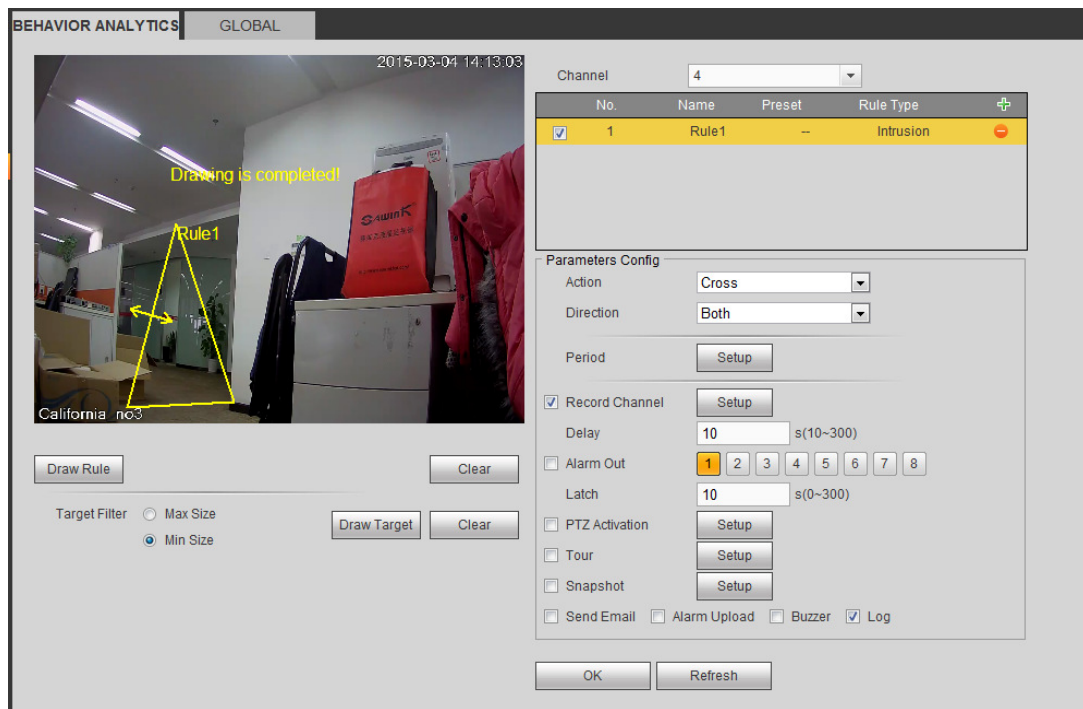 BEHAVIOR ANALYTICS
GLOBAL
2015-03-04 14:13:03
Drawing is completed!
Rule1
SAWINK
California no3
Draw Rule
Clear
Target Filter
Max Size
Min Size
Draw Target
Clear
Channel
4
No. Name Preset Rule Type
1 Rule1 -- Intrusion
Parameters Config
Action Cross
Direction Both
Period Setup
Record Channel Setup
Delay 10 s(10~300)
Alarm Out 1 2 3 4 5 6 7 8
Latch 10 s(0~300)
PTZ Activation Setup
Tour Setup
Snapshot Setup
Send Email Alarm Upload Buzzer Log
OK Refresh